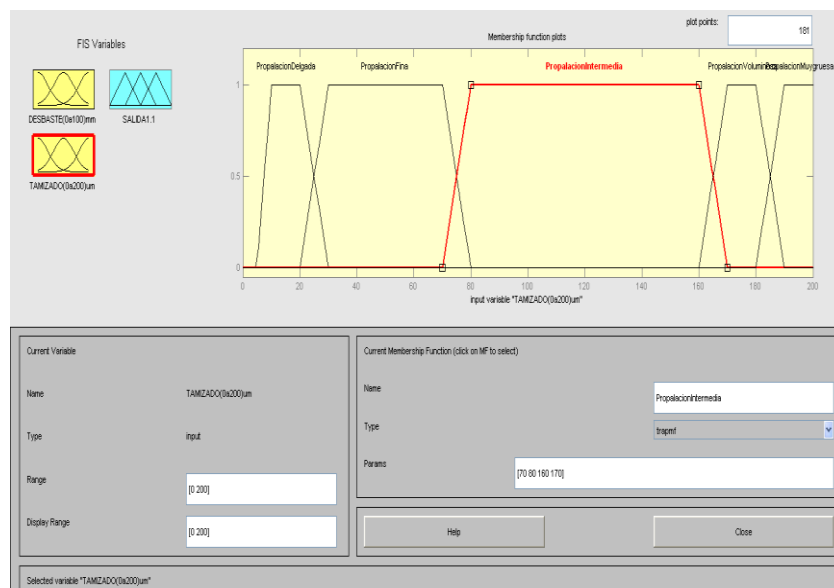 plot points:
181
FIS Variables
Membership function plots
PropalacionDelgada
PropalacionFina
PropalacionIntermedia
DESBASTE(0a100)mm
SALIDA1.1
TAMIZADO(0a200)um
1
0.5
0
0 20 40 60 80 100 120 140 160 180 200
input variable "TAMIZADO(0a200)um"
Current Variable
Name TAMIZADO(0a200)um
Type input
Range [0 200]
Display Range [0 200]
Current Membership Function (click on MF to select)
Name PropalacionIntermedia
Type trapmf
Params [70 80 160 170]
Help Close
Selected variable "TAMIZADO(0a200)um"